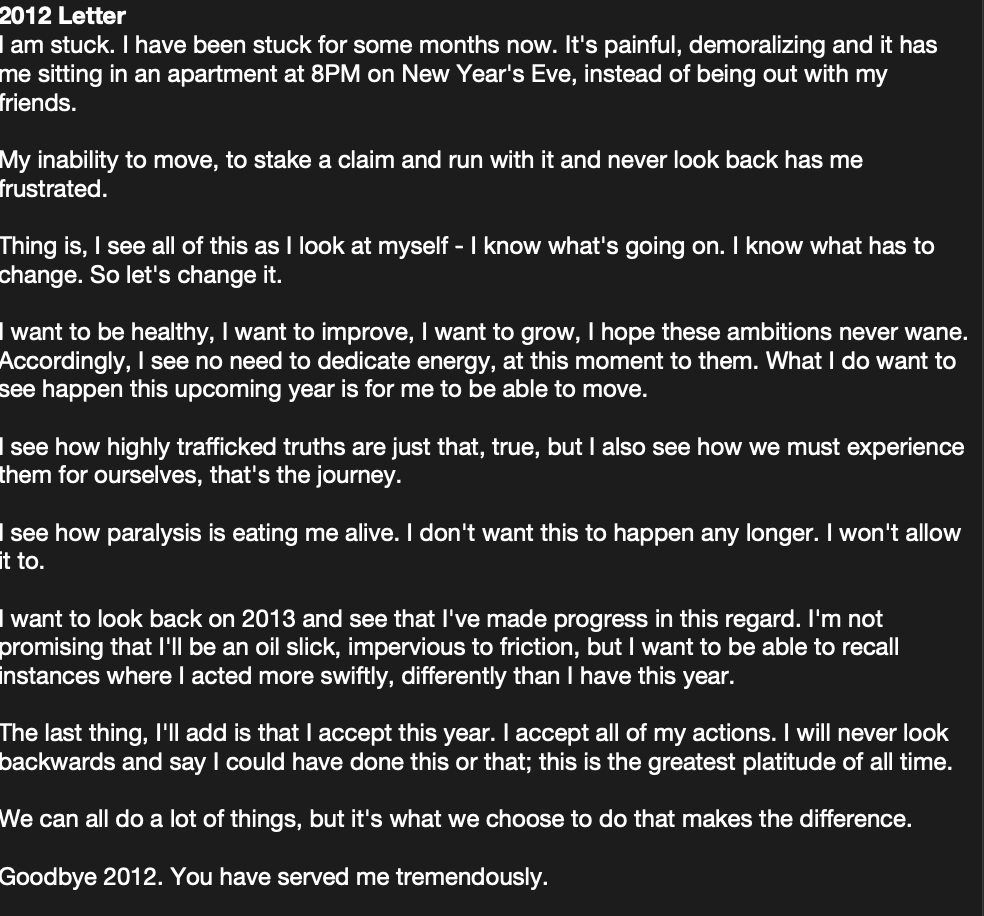 2012 Letter
I am stuck. I have been stuck for some months now. It's painful, demoralizing and it has
me sitting in an apartment at 8PM on New Year's Eve, instead of being out with my
friends.
My inability to move, to stake a claim and run with it and never look back has me
frustrated.
Thing is, I see all of this as I look at myself - I know what's going on. I know what has to
change. So let's change it.
I want to be healthy, I want to improve, I want to grow, I hope these ambitions never wane.
Accordingly, I see no need to dedicate energy, at this moment to them. What I do want to
see happen this upcoming year is for me to be able to move.
I see how highly trafficked truths are just that, true, but I also see how we must experience
them for ourselves, that's the journey.
I see how paralysis is eating me alive. I don't want this to happen any longer. I won't allow
it to.
I want to look back on 2013 and see that I've made progress in this regard. I'm not
promising that I'll be an oil slick, impervious to friction, but I want to be able to recall
instances where I acted more swiftly, differently than I have this year.
The last thing, I'll add is that I accept this year. I accept all of my actions. I will never look
backwards and say I could have done this or that; this is the greatest platitude of all time.
We can all do a lot of things, but it's what we choose to do that makes the difference.
Goodbye 2012. You have served me tremendously.